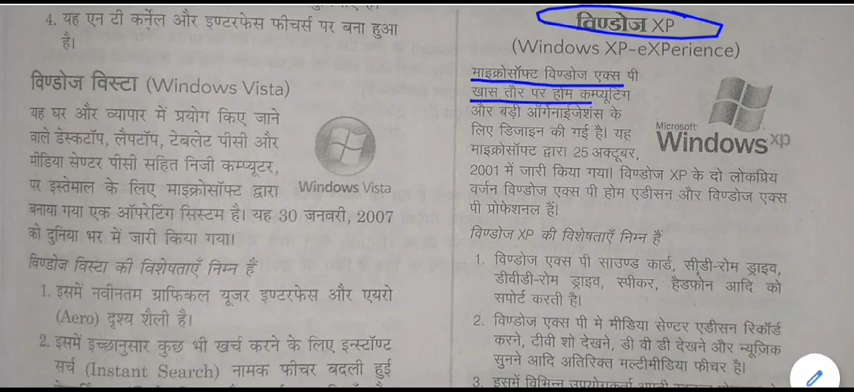 4. यह एन टी कर्नेल और इण्टरफेस फीचर्स पर बना हुआ
है।
विण्डोज विस्टा (Windows Vista)
यह घर और व्यापार में प्रयोग किए जाने
वाले डेस्कटॉप, लैपटॉप, टेबलेट पीसी और
मीडिया सेण्टर पीसी सहित निजी कम्प्यूटर,
पर इस्तेमाल के लिए माइक्रोसॉफ्ट द्वारा
बनाया गया एक ऑपरेटिंग सिस्टम है। यह 30 जनवरी, 2007
को दुनिया भर में जारी किया गया।
Windows Vista
विण्डोज विस्टा की विशेषताएँ निम्न हैं
1. इसमें नवीनतम ग्राफिकल यूजर इण्टरफेस और एयरो
(Aero) दृश्य शैली है।
2. इसमें इच्छानुसार कुछ भी खर्च करने के लिए इन्स्टॉण्ट
सर्च (Instant Search) नामक फीचर बदली हुई
विण्डोज XP
(Windows XP-eXPerience)
माइक्रोसॉफ्ट विण्डोज एक्स पी
खास तौर पर होम कम्प्यूटिंग
और बड़ी ऑर्गेनाईजेशंस के
लिए डिजाइन की गई है। यह
माइक्रोसॉफ्ट द्वारा 25 अक्टूबर,
Microsoft
Windows xp
2001 में जारी किया गया। विण्डोज XP के दो लोकप्रिय
वर्जन विण्डोज एक्स पी होम एडीसन और विण्डोज एक्स
पी प्रोफेशनल हैं।
विण्डोज XP की विशेषताएँ निम्न हैं
1. विण्डोज एक्स पी साउण्ड कार्ड, सीडी-रोम ड्राइव,
डीवीडी-रोम ड्राइव, स्पीकर, हैडफोन आदि को
सपोर्ट करती है।
2. विण्डोज एक्स पी मे मीडिया सेण्टर एडीसन रिकॉर्ड
करने, टीवी शो देखने, डी वी डी देखने और म्यूजिक
सुनने आदि अतिरिक्त मल्टीमीडिया फीचर है।
3. इसमें विभिन्न